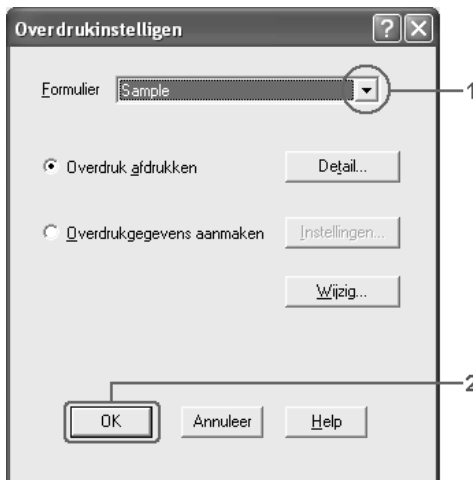 Overdrukinstelligen
Formulier Sample 1
Overdruk afdrukken Detail...
Overdrukgegevens aanmaken Instellingen...
Wijzig...
2
OK Annuleer Help